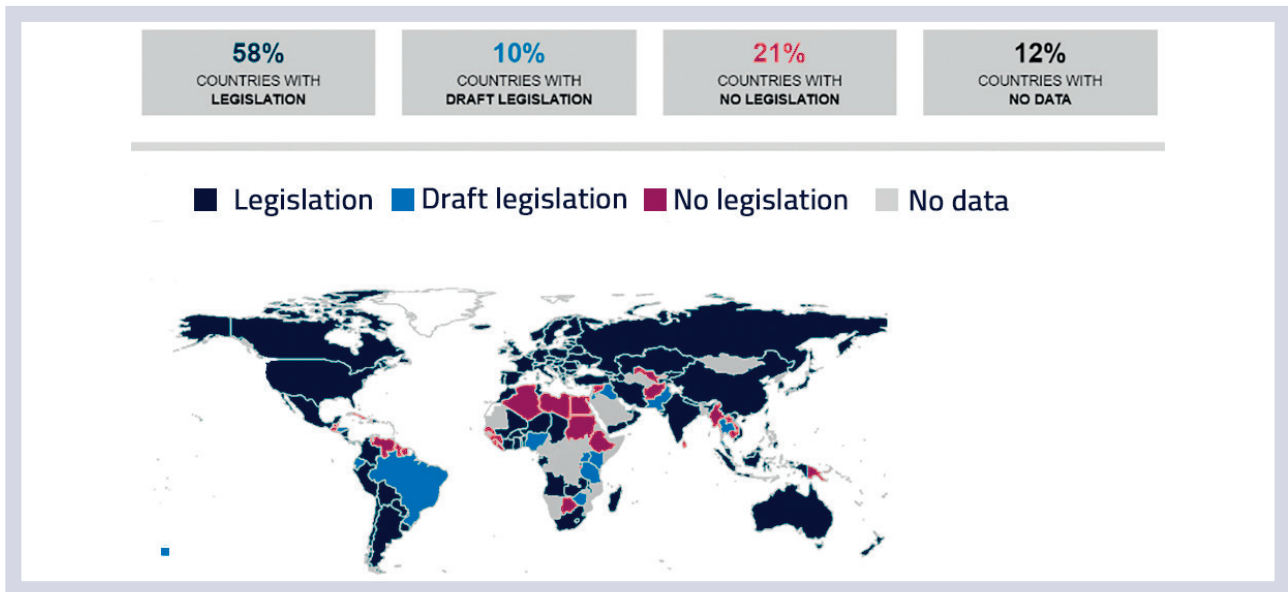 58%
COUNTRIES WITH
LEGISLATION
10%
COUNTRIES WITH
DRAFT LEGISLATION
21%
COUNTRIES WITH
NO LEGISLATION
12%
COUNTRIES WITH
NO DATA
Legislation Draft legislation No legislation No data